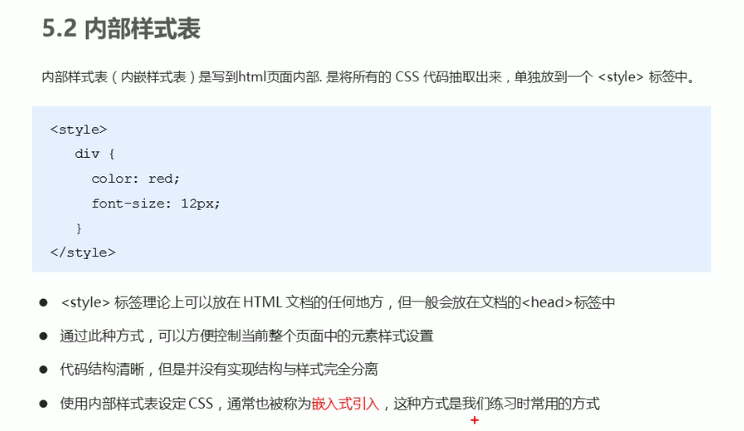 5.2 内部样式表
内部样式表（内嵌样式表）是写到html页面内部. 是将所有的 CSS 代码抽取出来，单独放到一个 <style> 标签中。
<style>
div {
color: red;
font-size: 12px;
}
</style>
● <style> 标签理论上可以放在 HTML 文档的任何地方，但一般会放在文档的<head>标签中
● 通过此种方式，可以方便控制当前整个页面中的元素样式设置
● 代码结构清晰，但是并没有实现结构与样式完全分离
● 使用内部样式表设定 CSS，通常也被称为嵌入式引入，这种方式是我们练习时常用的方式